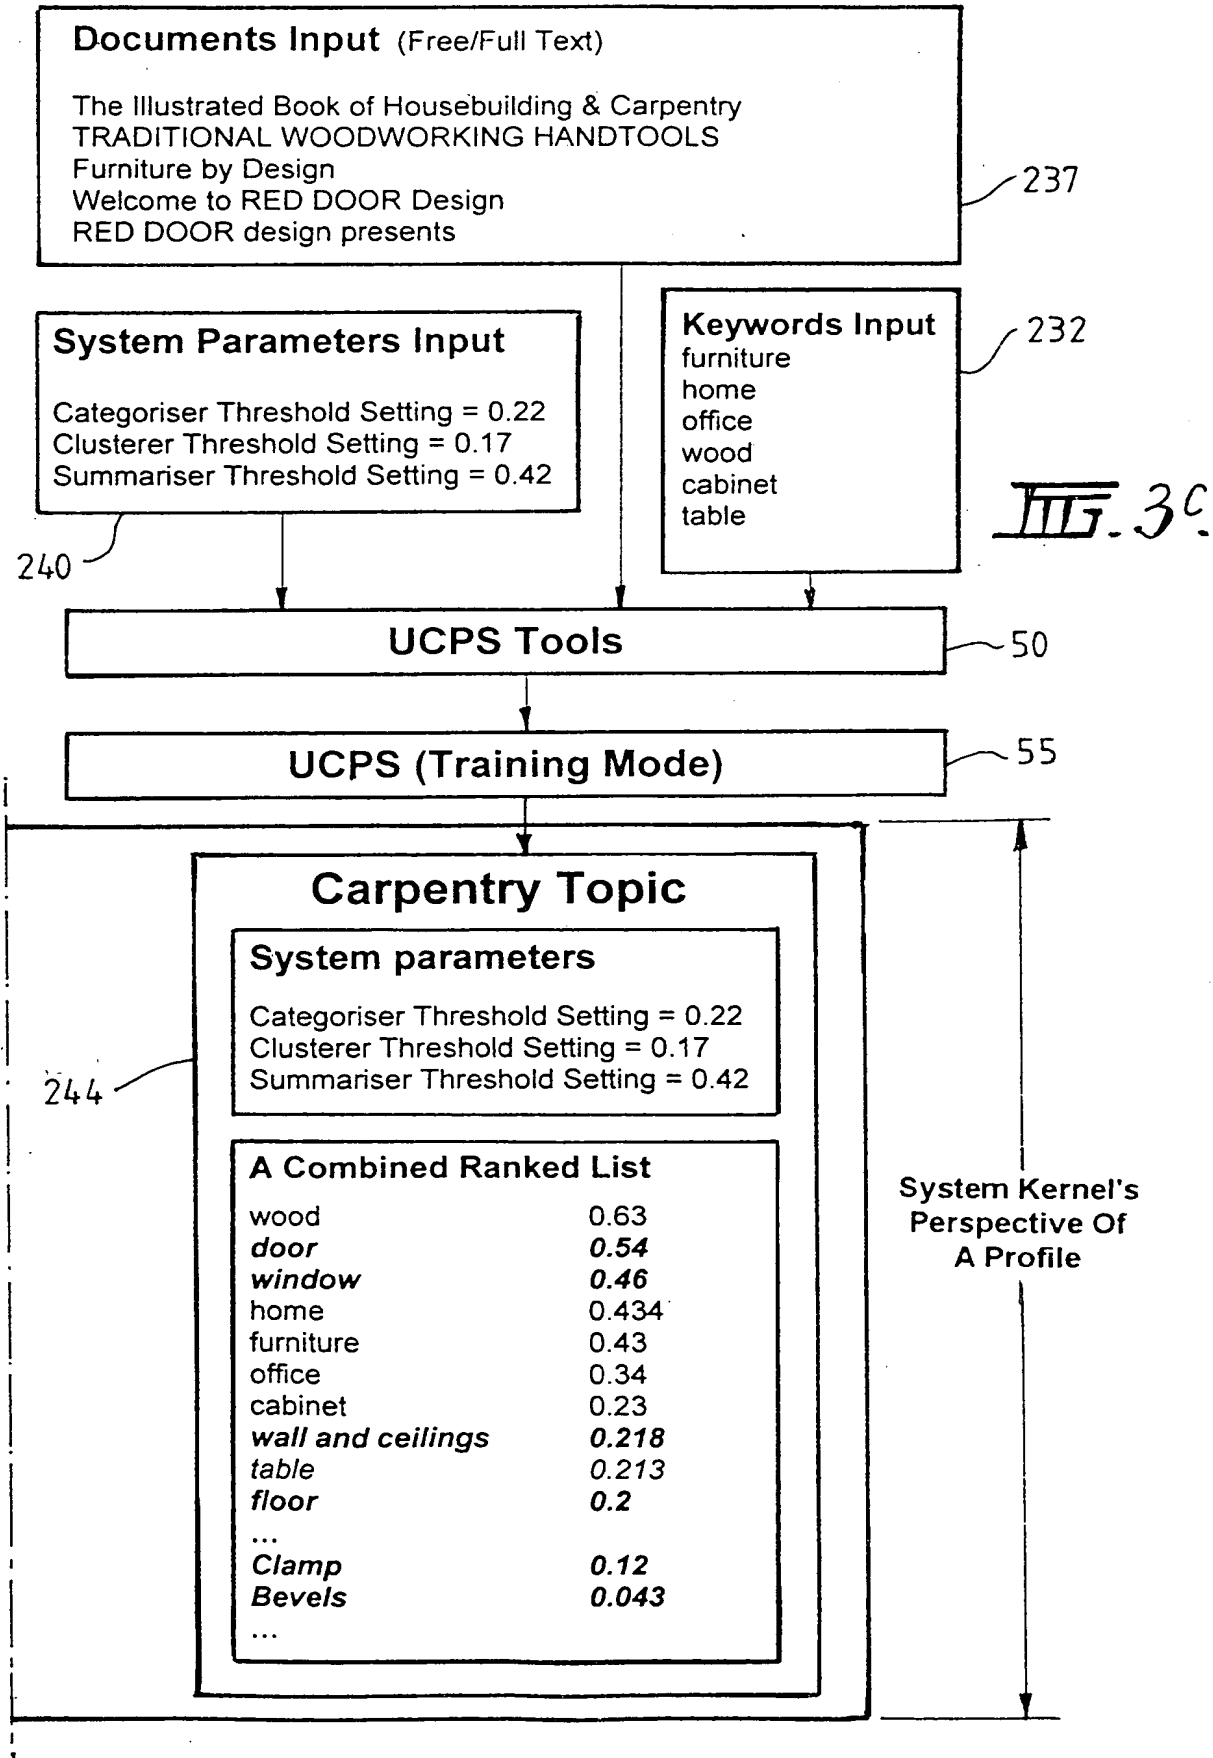 Documents Input (Free/Full Text)
The Illustrated Book of Housebuilding & Carpentry
TRADITIONAL WOODWORKING HANDTOOLS
Furniture by Design
Welcome to RED DOOR Design
RED DOOR design presents
237
System Parameters Input
Categoriser Threshold Setting = 0.22
Clusterer Threshold Setting = 0.17
Summariser Threshold Setting = 0.42
240
Keywords Input
furniture
home
office
wood
cabinet
table
232
FIG. 3c.
UCPS Tools
50
UCPS (Training Mode)
55
Carpentry Topic
System parameters
Categoriser Threshold Setting = 0.22
Clusterer Threshold Setting = 0.17
Summariser Threshold Setting = 0.42
244
A Combined Ranked List
wood 0.63
door 0.54
window 0.46
home 0.434
furniture 0.43
office 0.34
cabinet 0.23
wall and ceilings 0.218
table 0.213
floor 0.2
...
Clamp 0.12
Bevels 0.043
...
System Kernel's
Perspective Of
A Profile